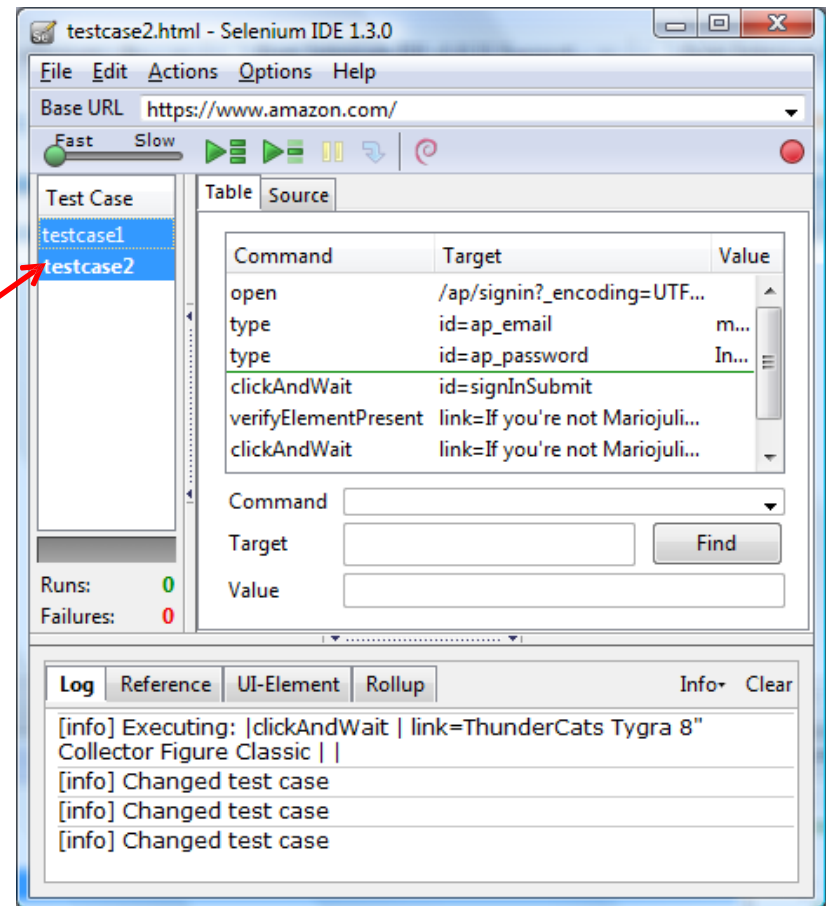 testcase2.html - Selenium IDE 1.3.0
File Edit Actions Options Help
Base URL https://www.amazon.com/
Fast Slow
Test Case
testcase1
testcase2
Runs: 0
Failures: 0
Table Source
Command Target Value
open /ap/signin?_encoding=UTF...
type id=ap_email m...
type id=ap_password In...
clickAndWait id=signInSubmit
verifyElementPresent link=If you're not Mariojuli...
clickAndWait link=If you're not Mariojuli...
Command
Target Find
Value
Log Reference UI-Element Rollup Info Clear
[info] Executing: |clickAndWait | link=ThunderCats Tygra 8"
Collector Figure Classic | |
[info] Changed test case
[info] Changed test case
[info] Changed test case